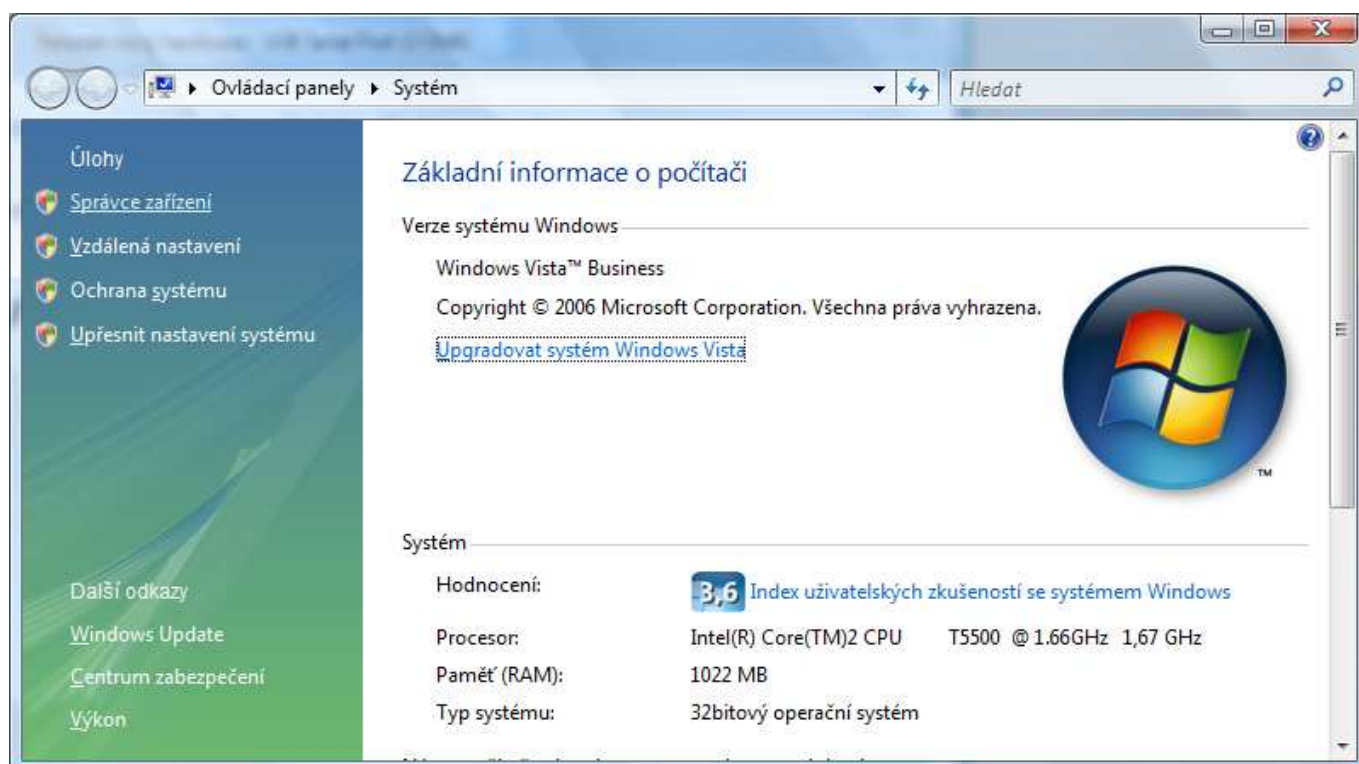 Ovládací panely ▸ Systém
Hledat
Úlohy
Správce zařízení
Vzdálená nastavení
Ochrana systému
Upřesnit nastavení systému
Další odkazy
Windows Update
Centrum zabezpečení
Výkon
Základní informace o počítači
Verze systému Windows
Windows Vista™ Business
Copyright © 2006 Microsoft Corporation. Všechna práva vyhrazena.
Upgradovat systém Windows Vista
TM
Systém
Hodnocení: 3,6 Index uživatelských zkušeností se systémem Windows
Procesor: Intel(R) Core(TM)2 CPU T5500 @ 1.66GHz 1,67 GHz
Paměť (RAM): 1022 MB
Typ systému: 32bitový operační systém